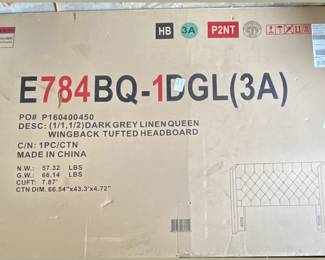 HB 3A P2NT
E784BQ-1DGL(3A)
PO# P160400450
DESC: (1/1,1/2)DARK GREY LINEN QUEEN
WINGBACK TUFTED HEADBOARD
C/N: 1PC/CTN
MADE IN CHINA
N.W.: 57.32 LBS
G.W.: 66.14 LBS
CUFT: 7.87'
CTN DIM: 66.54"x43.3"x4.72"